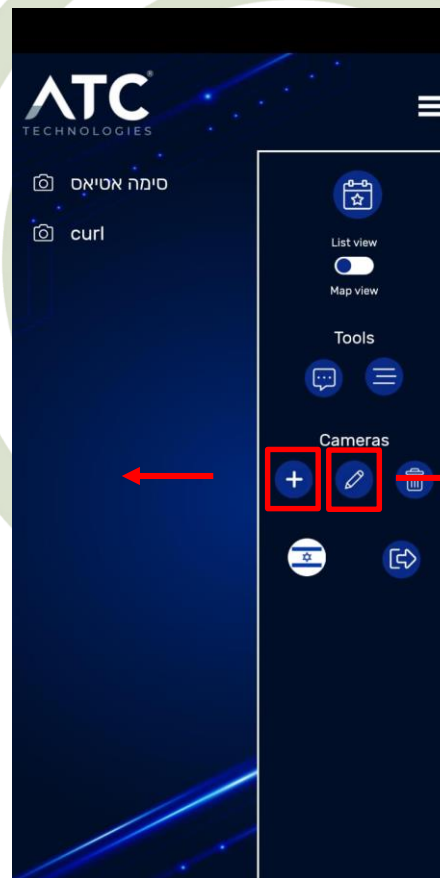 ATC
TECHNOLOGIES
סימה אטיאס
curl
List view
Map view
Tools
Cameras